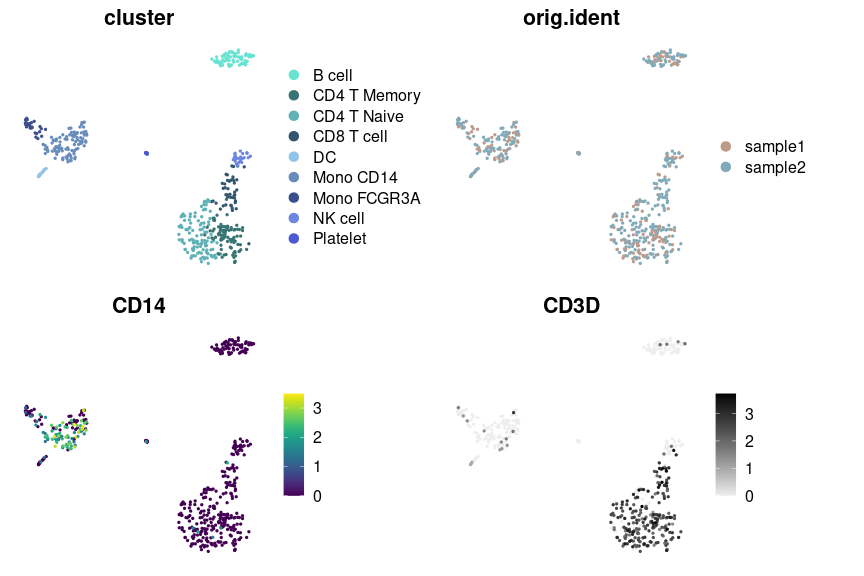 cluster
B cell
CD4 T Memory
CD4 T Naive
CD8 T cell
DC
Mono CD14
Mono FCGR3A
NK cell
Platelet
orig.ident
sample1
sample2
CD14
3
2
1
0
CD3D
3
2
1
0